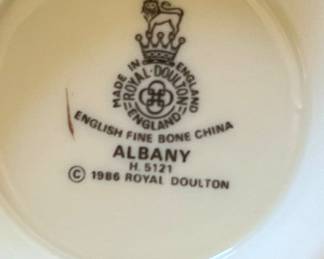 MADE IN ENGLAND
ROYAL·DOULTON
ENGLAND
ENGLISH FINE BONE CHINA
ALBANY
H. 5121
© 1986 ROYAL DOULTON